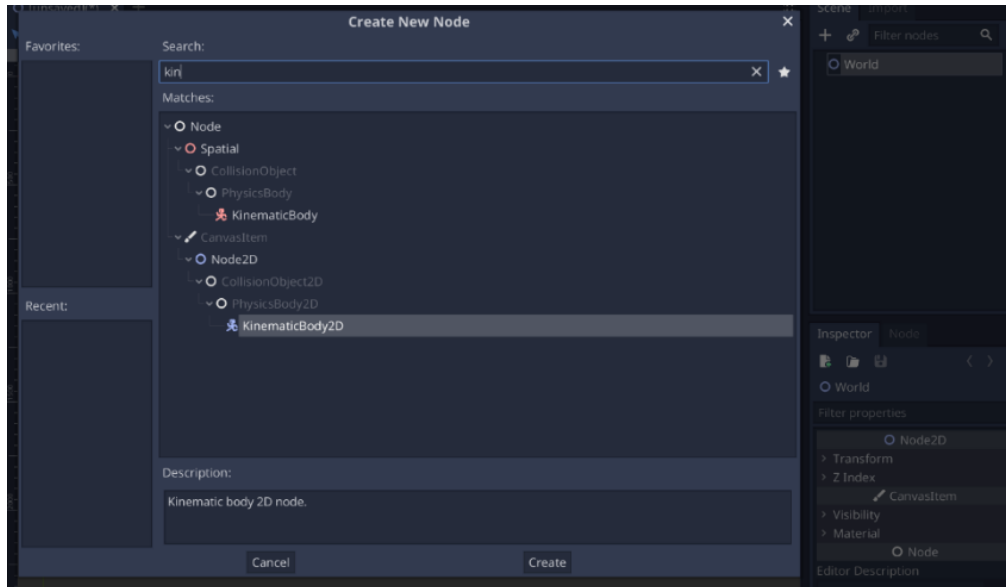 (unsaved)(*)
Create New Node
Favorites:
Search:
kin
Matches:
Node
Spatial
CollisionObject
PhysicsBody
KinematicBody
CanvasItem
Node2D
CollisionObject2D
PhysicsBody2D
KinematicBody2D
Recent:
Description:
Kinematic body 2D node.
Cancel
Create
Scene Import
Filter nodes
World
Inspector Node
World
Filter properties
Node2D
Transform
Z Index
CanvasItem
Visibility
Material
Node
Editor Description